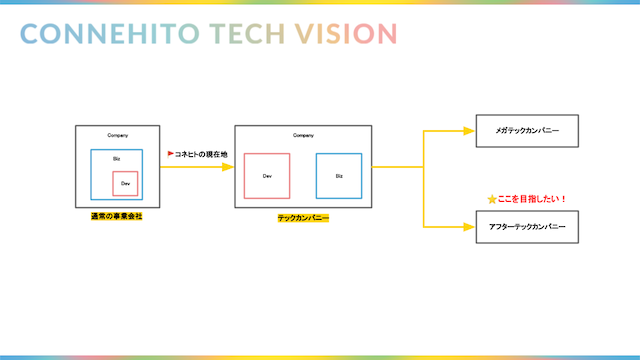 CONNEHITO TECH VISION
Company
Biz
Dev
通常の事業会社
コネヒトの現在地
Company
Dev
Biz
テックカンパニー
メガテックカンパニー
ここを目指したい！
アフターテックカンパニー